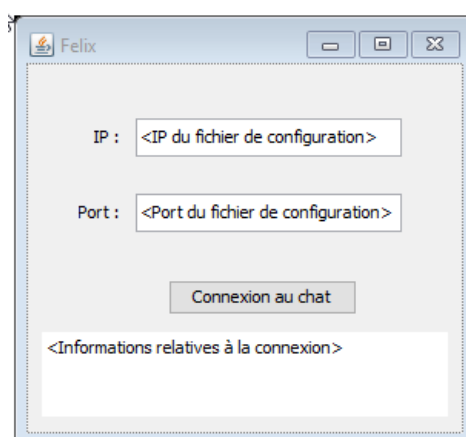 Felix
IP : <IP du fichier de configuration>
Port : <Port du fichier de configuration>
Connexion au chat
<Informations relatives à la connexion>